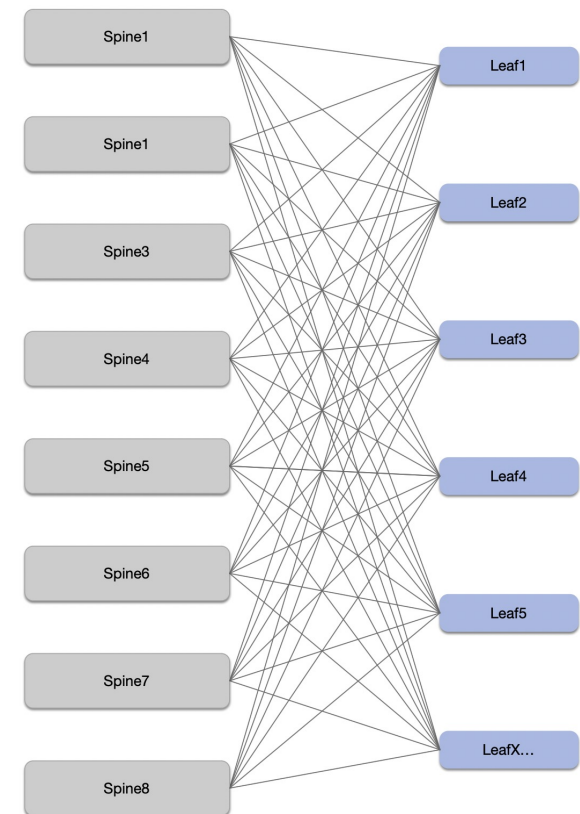 Spine1
Spine1
Spine3
Spine4
Spine5
Spine6
Spine7
Spine8
Leaf1
Leaf2
Leaf3
Leaf4
Leaf5
LeafX...